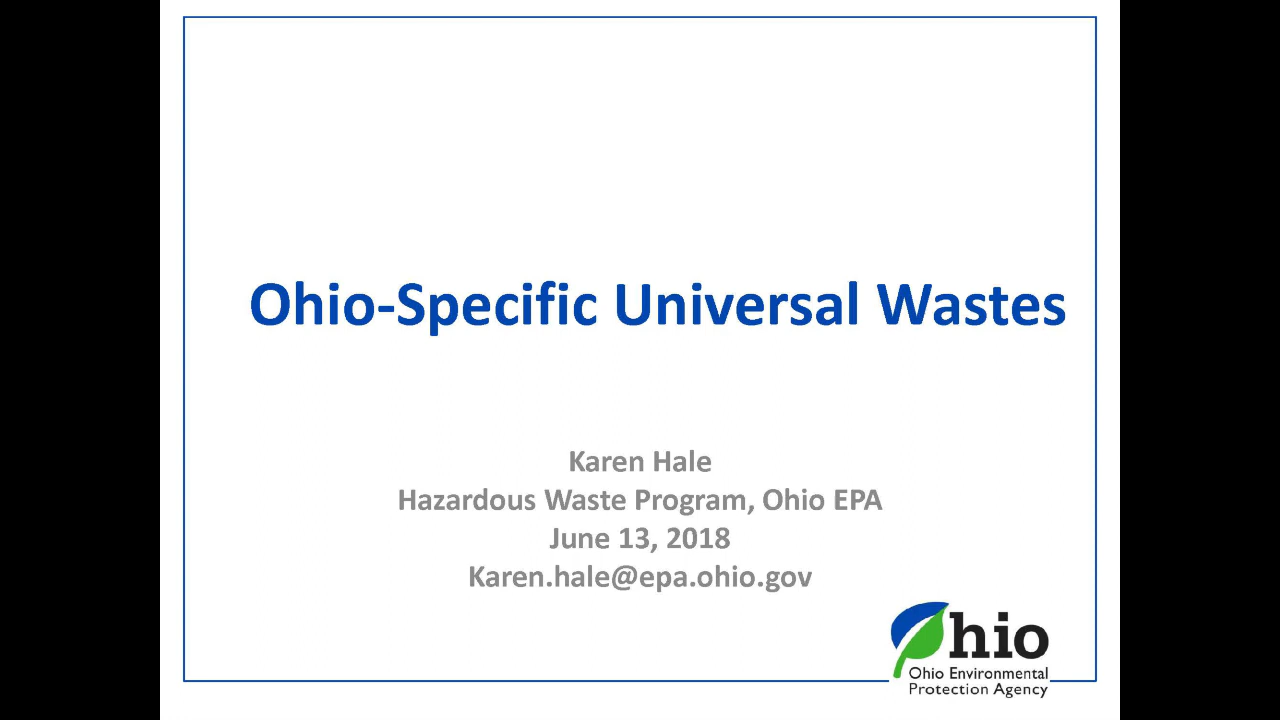 Ohio-Specific Universal Wastes
Karen Hale
Hazardous Waste Program, Ohio EPA
June 13, 2018
Karen.hale@epa.ohio.gov
Ohio
Ohio Environmental
Protection Agency